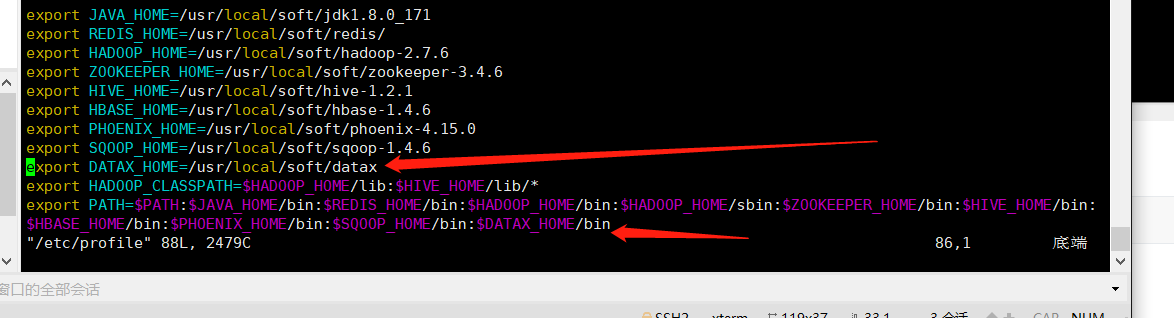 export JAVA_HOME=/usr/local/soft/jdk1.8.0_171
export REDIS_HOME=/usr/local/soft/redis/
export HADOOP_HOME=/usr/local/soft/hadoop-2.7.6
export ZOOKEEPER_HOME=/usr/local/soft/zookeeper-3.4.6
export HIVE_HOME=/usr/local/soft/hive-1.2.1
export HBASE_HOME=/usr/local/soft/hbase-1.4.6
export PHOENIX_HOME=/usr/local/soft/phoenix-4.15.0
export SQOOP_HOME=/usr/local/soft/sqoop-1.4.6
export DATAX_HOME=/usr/local/soft/datax
export HADOOP_CLASSPATH=$HADOOP_HOME/lib:$HIVE_HOME/lib/*
export PATH=$PATH:$JAVA_HOME/bin:$REDIS_HOME/bin:$HADOOP_HOME/bin:$HADOOP_HOME/sbin:$ZOOKEEPER_HOME/bin:$HIVE_HOME/bin:
$HBASE_HOME/bin:$PHOENIX_HOME/bin:$SQOOP_HOME/bin:$DATAX_HOME/bin
"/etc/profile" 88L, 2479C 86,1 底端
窗口的全部会话
SSH2 xterm 119x37 33,1 3 会话 CAP NUM